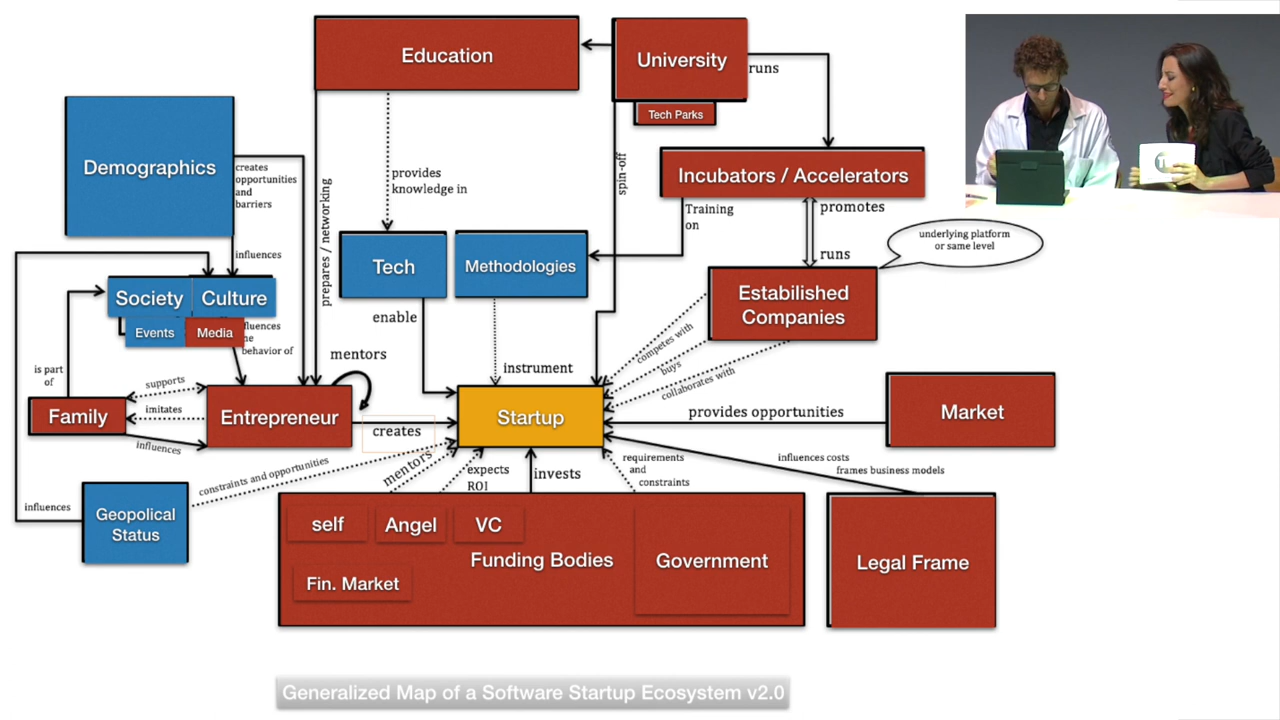 Education
University
runs
Tech Parks
Demographics
creates
opportunities
and
barriers
prepares / networking
provides
knowledge in
spin-off
Incubators / Accelerators
Training
on
promotes
runs
underlying platform
or same level
influences
Tech
Methodologies
Society
Culture
Events
Media
fluences
he
behavior of
enable
Estabilished
Companies
competes with
buys
collaborates with
mentors
instrument
is part
of
supports
imitates
influences
Family
Entrepreneur
creates
Startup
provides opportunities
Market
constraints and opportunities
mentors
expects
ROI
invests
requirements
and
constraints
influences costs
frames business models
influences
Geopolical
Status
self
Angel
VC
Funding Bodies
Government
Fin. Market
Legal Frame
Generalized Map of a Software Startup Ecosystem v2.0